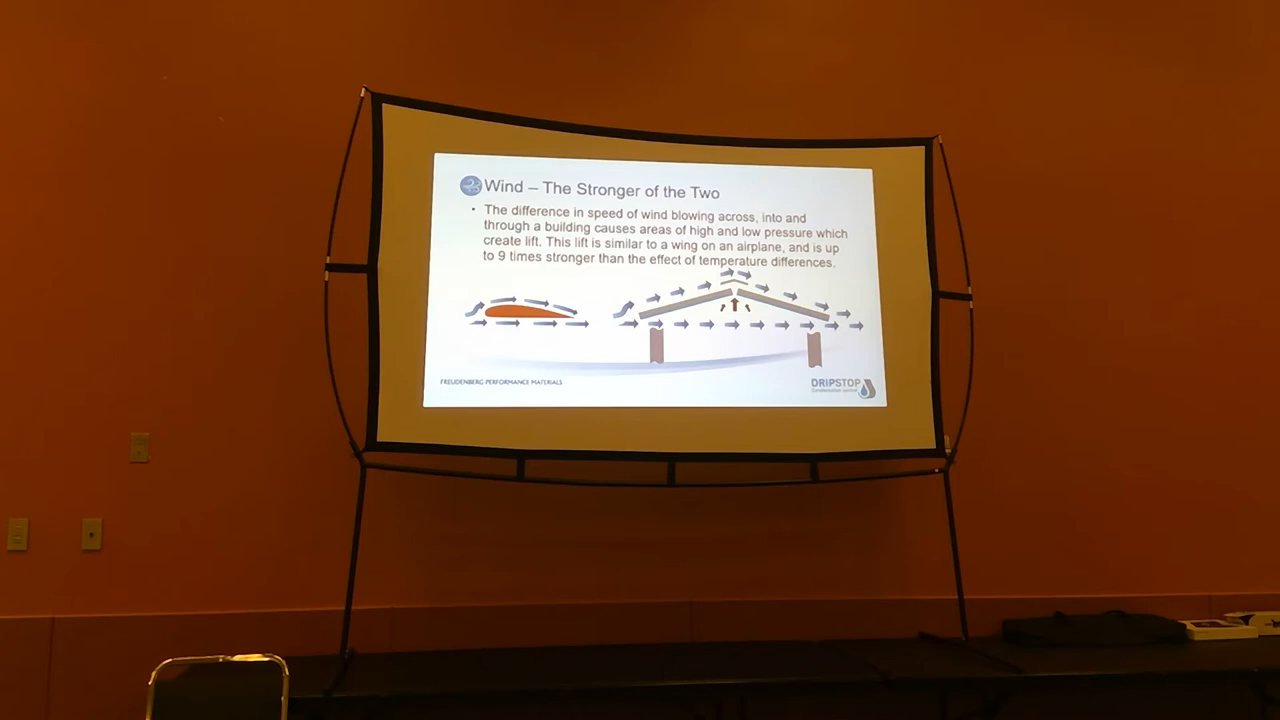 Wind – The Stronger of the Two
• The difference in speed of wind blowing across, into and
through a building causes areas of high and low pressure which
create lift. This lift is similar to a wing on an airplane, and is up
to 9 times stronger than the effect of temperature differences.
FREUDENBERG PERFORMANCE MATERIALS
DRIPSTOP
Condensation control